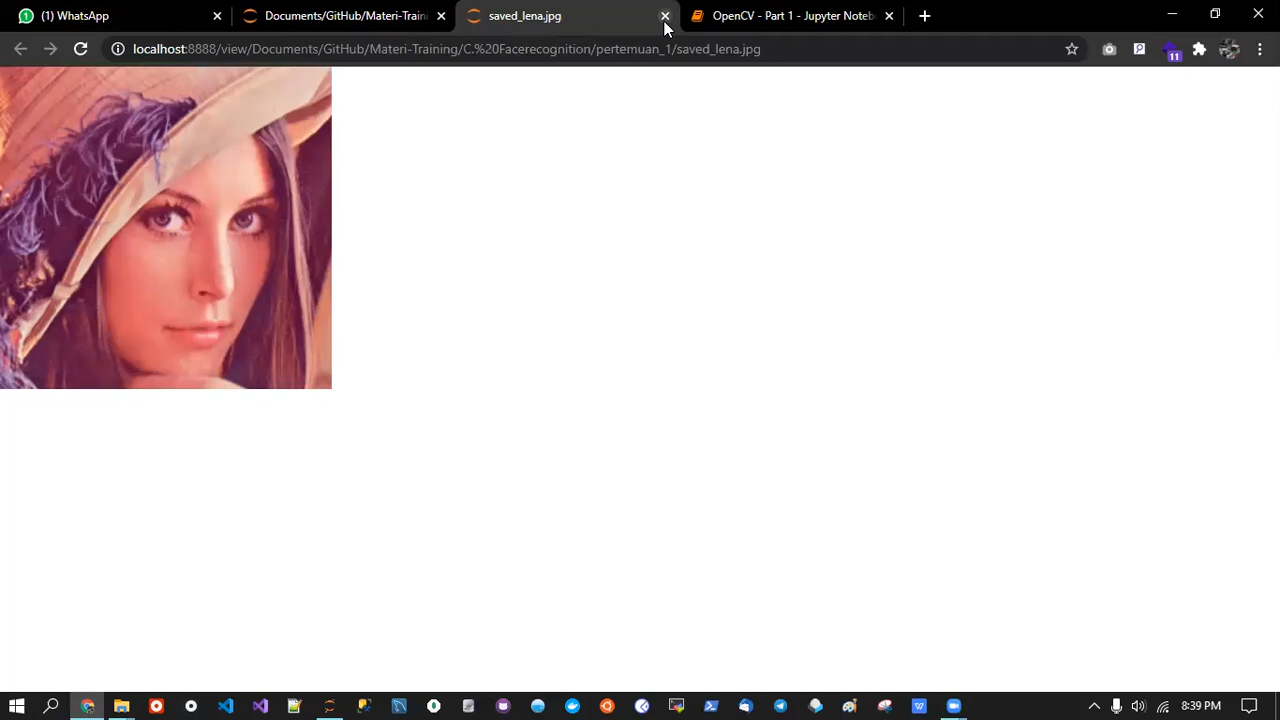 (1) WhatsApp
Documents/GitHub/Materi-Traini
saved_lena.jpg
OpenCV - Part 1 - Jupyter Noteb
localhost:8888/view/Documents/GitHub/Materi-Training/C.%20Facerecognition/pertemuan_1/saved_lena.jpg
11
8:39 PM